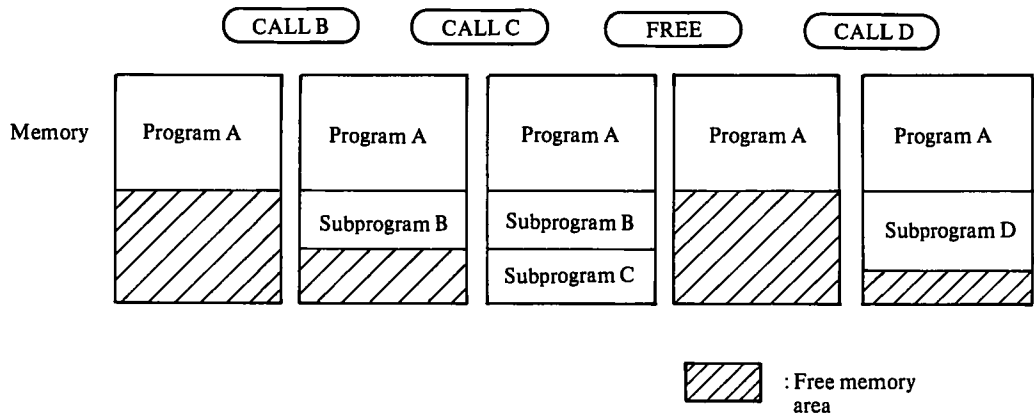 CALL B
CALL C
FREE
CALL D
Memory
Program A
Program A
Program A
Program A
Program A
Subprogram B
Subprogram B
Subprogram D
Subprogram C
: Free memory
area